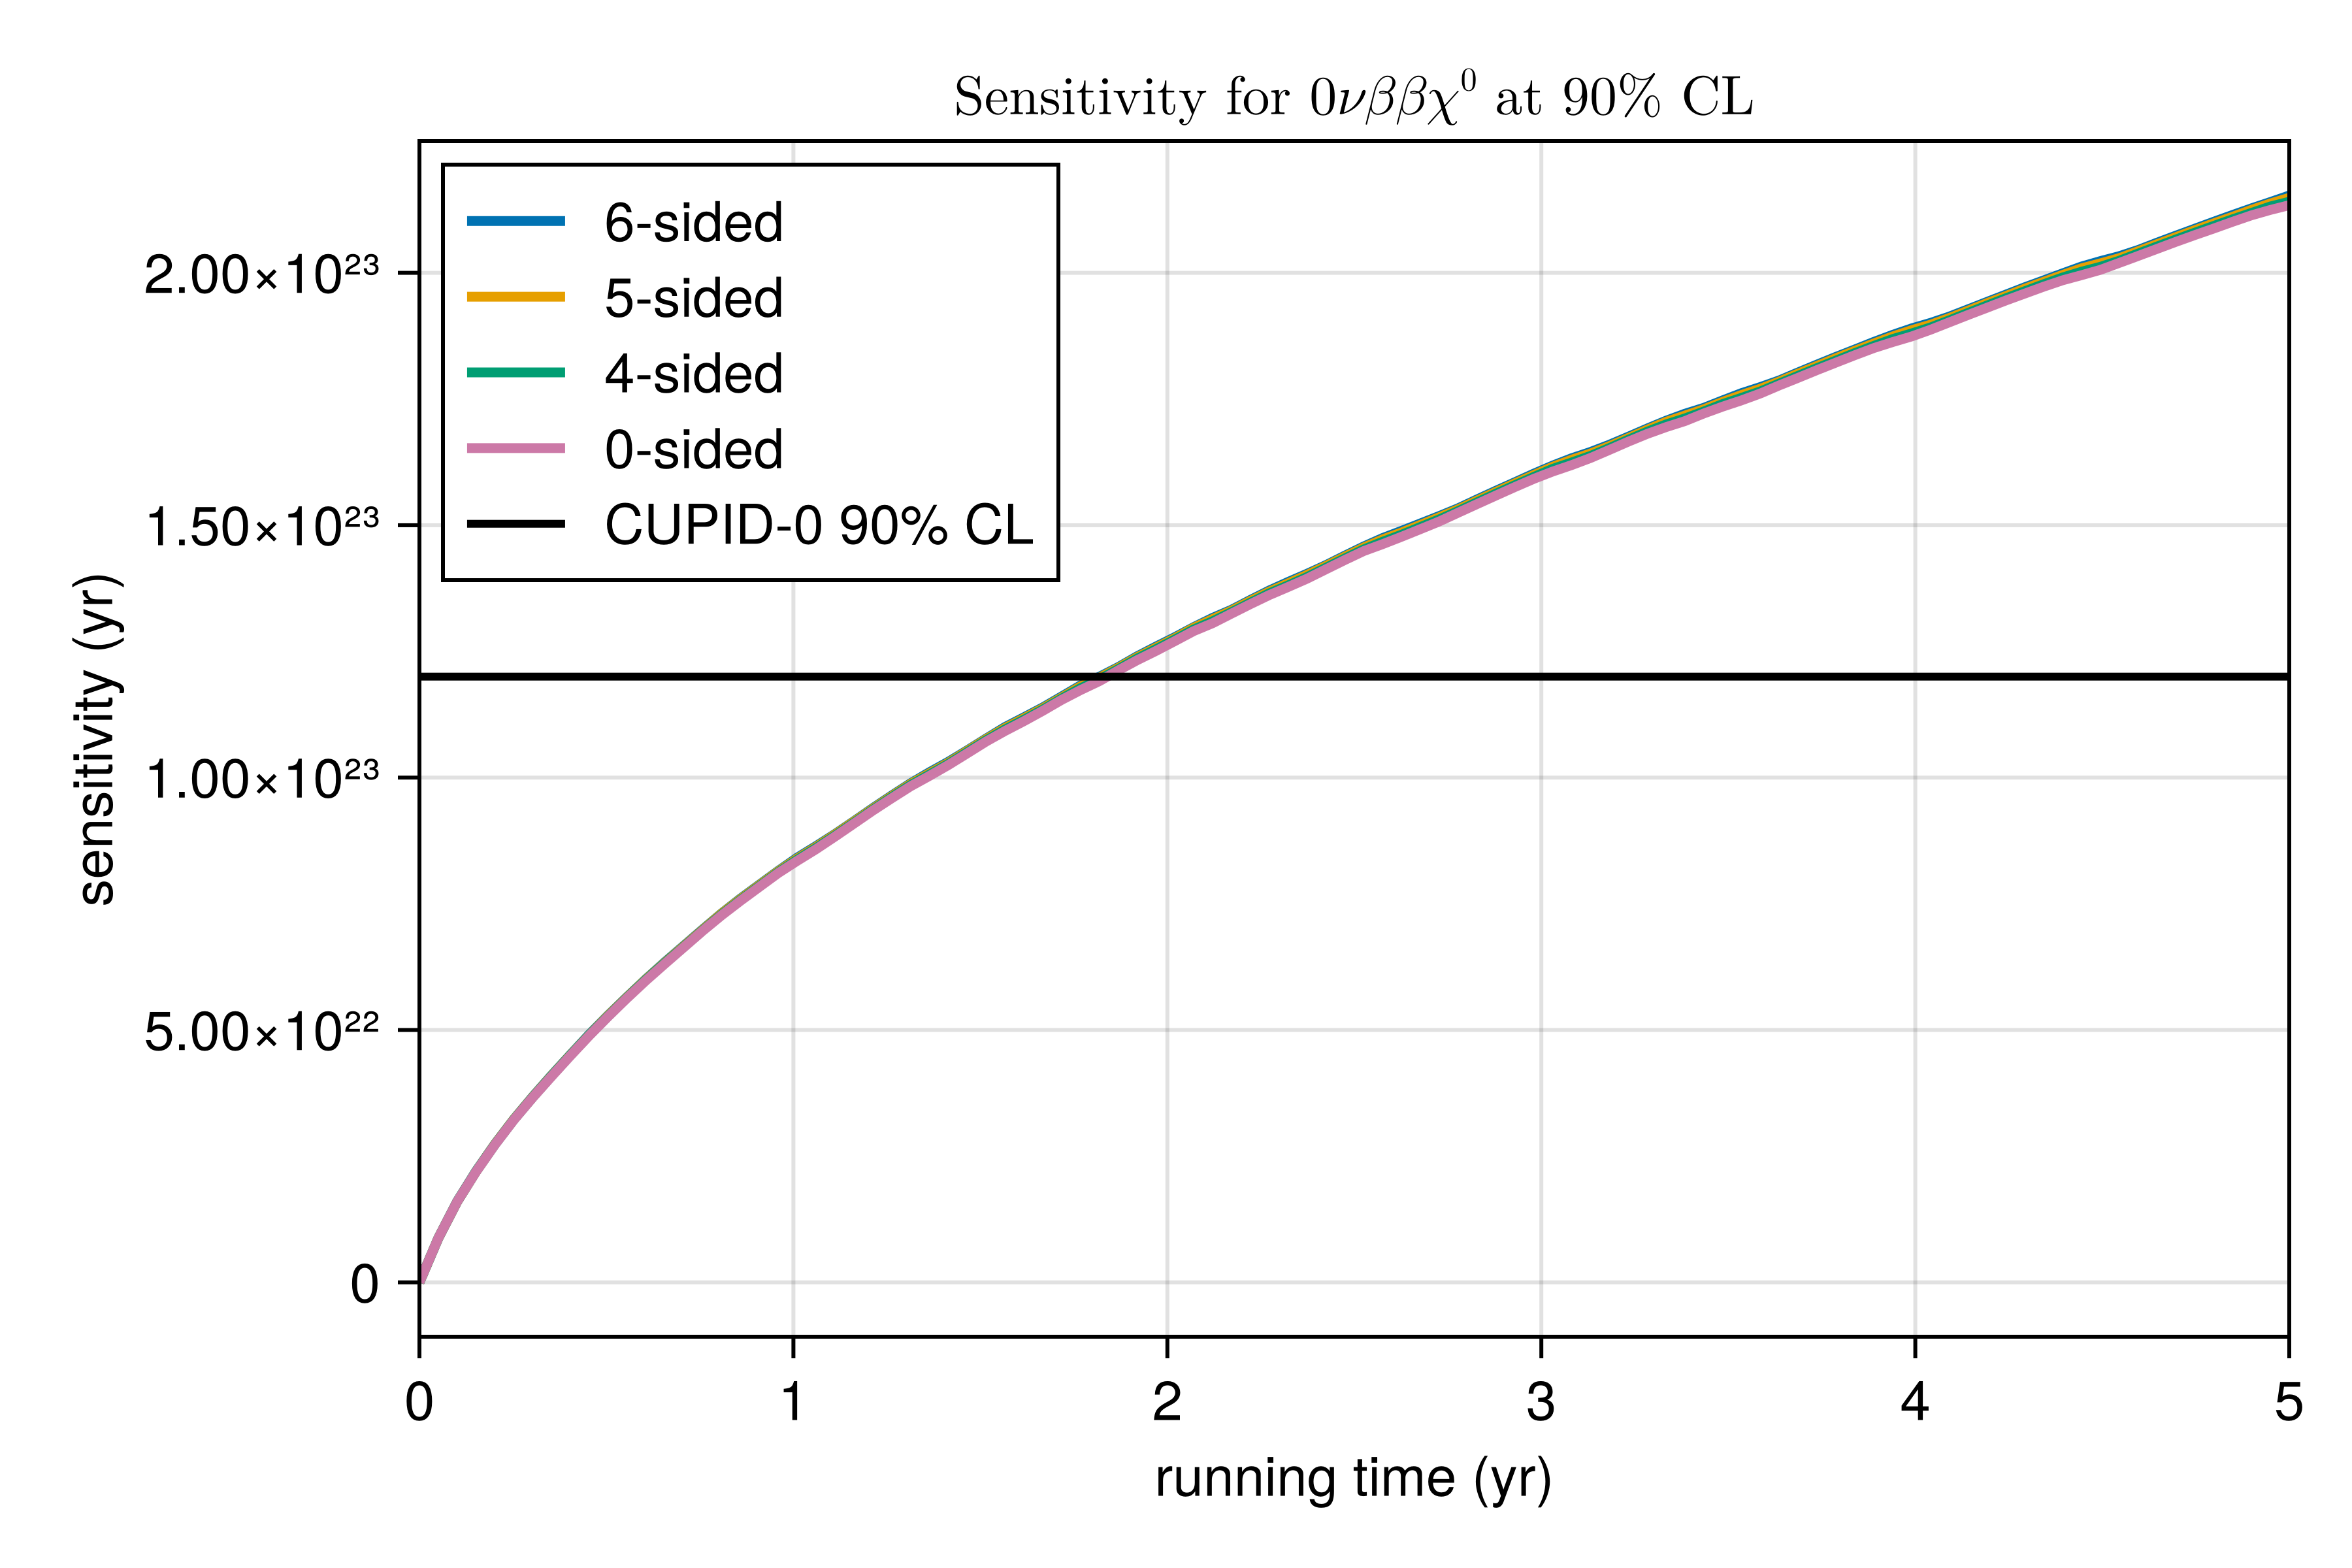 Sensitivity for 0νββχ⁰ at 90% CL
6-sided
5-sided
4-sided
0-sided
CUPID-0 90% CL
2.00×10²³
1.50×10²³
1.00×10²³
5.00×10²²
0
sensitivity (yr)
0 1 2 3 4 5
running time (yr)